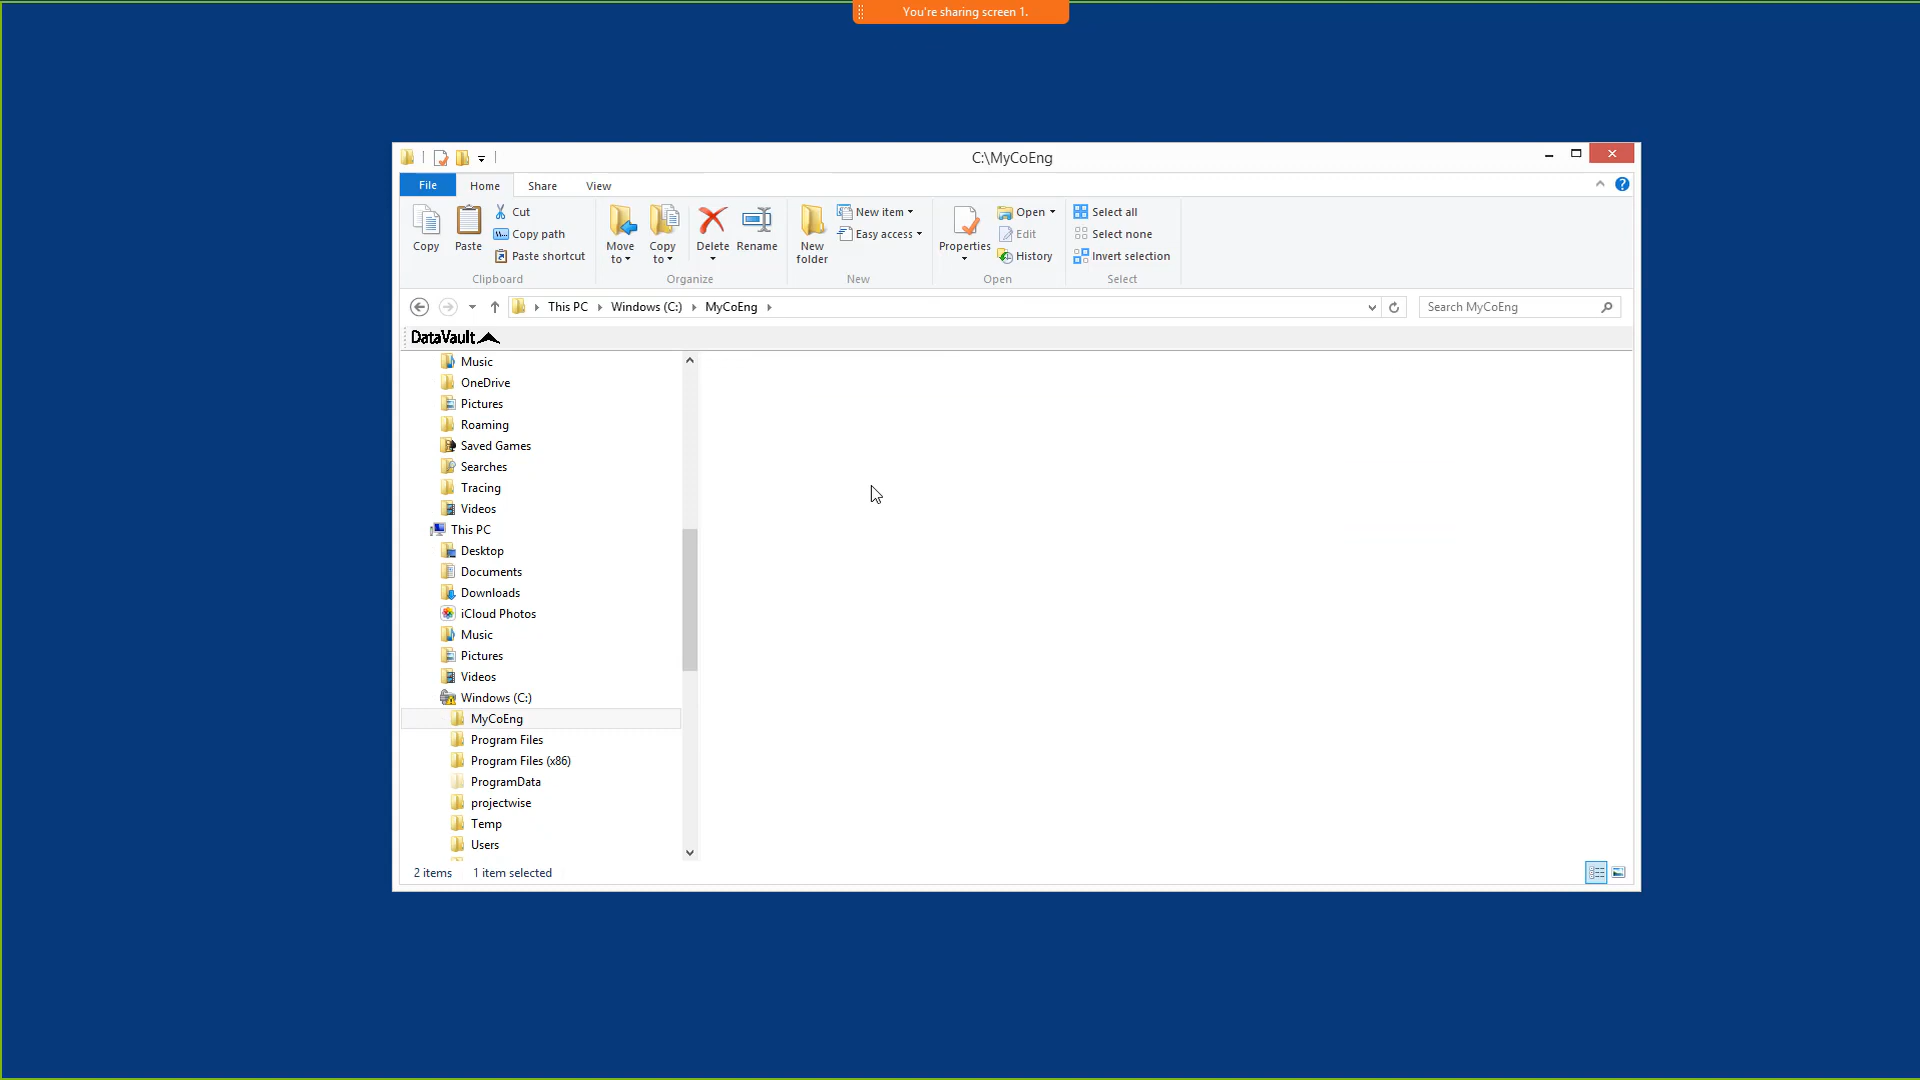 You're sharing screen 1.
C:\MyCoEng
File Home Share View
Copy
Paste
Cut
Copy path
Paste shortcut
Clipboard
Move to
Copy to
Delete
Rename
Organize
New folder
New item
Easy access
New
Properties
Open
Edit
History
Open
Select all
Select none
Invert selection
Select
This PC Windows (C:) MyCoEng
Search MyCoEng
DataVault
Music
OneDrive
Pictures
Roaming
Saved Games
Searches
Tracing
Videos
This PC
Desktop
Documents
Downloads
iCloud Photos
Music
Pictures
Videos
Windows (C:)
MyCoEng
Program Files
Program Files (x86)
ProgramData
projectwise
Temp
Users
2 items 1 item selected